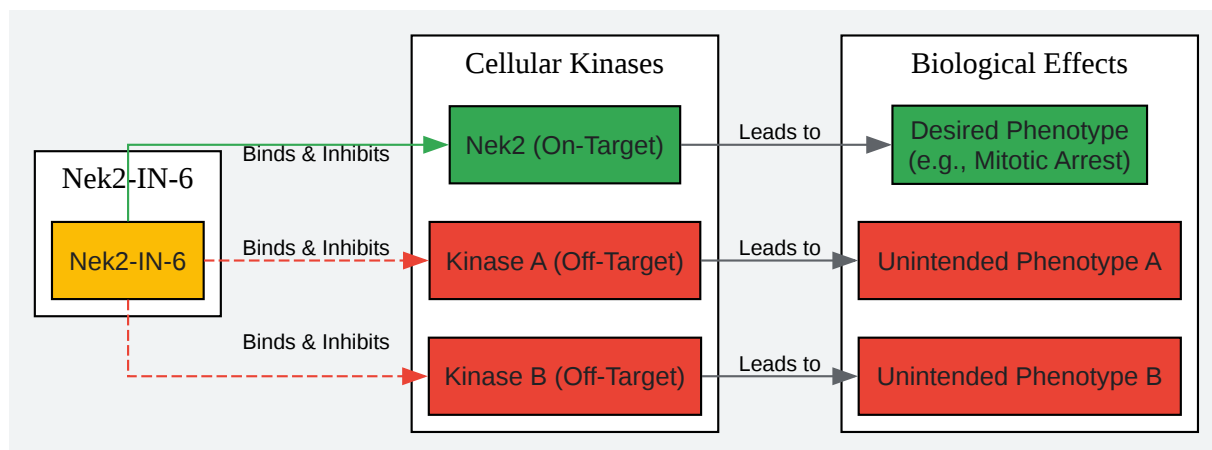 Nek2-IN-6
Nek2-IN-6
Binds & Inhibits
Binds & Inhibits
Binds & Inhibits
Cellular Kinases
Nek2 (On-Target)
Kinase A (Off-Target)
Kinase B (Off-Target)
Leads to
Leads to
Leads to
Biological Effects
Desired Phenotype
(e.g., Mitotic Arrest)
Unintended Phenotype A
Unintended Phenotype B